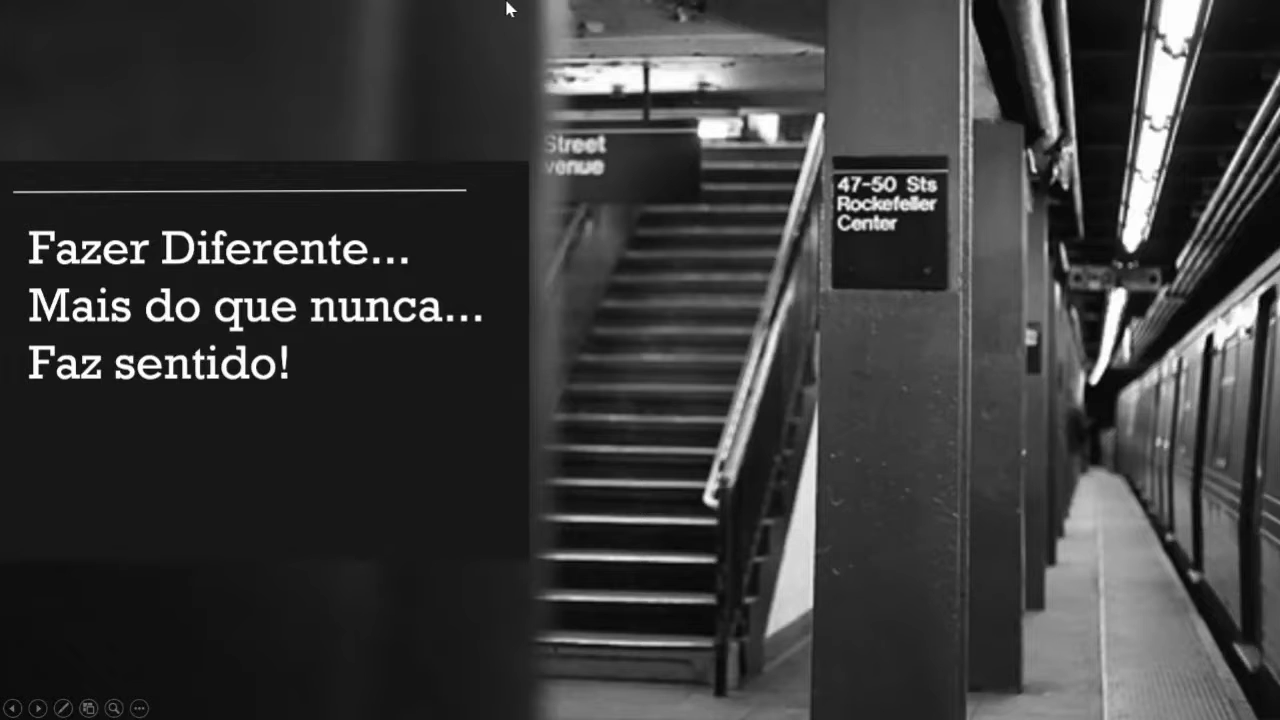 Fazer Diferente...
Mais do que nunca...
Faz sentido!
Street
venue
47-50 Sts
Rockefeller
Center